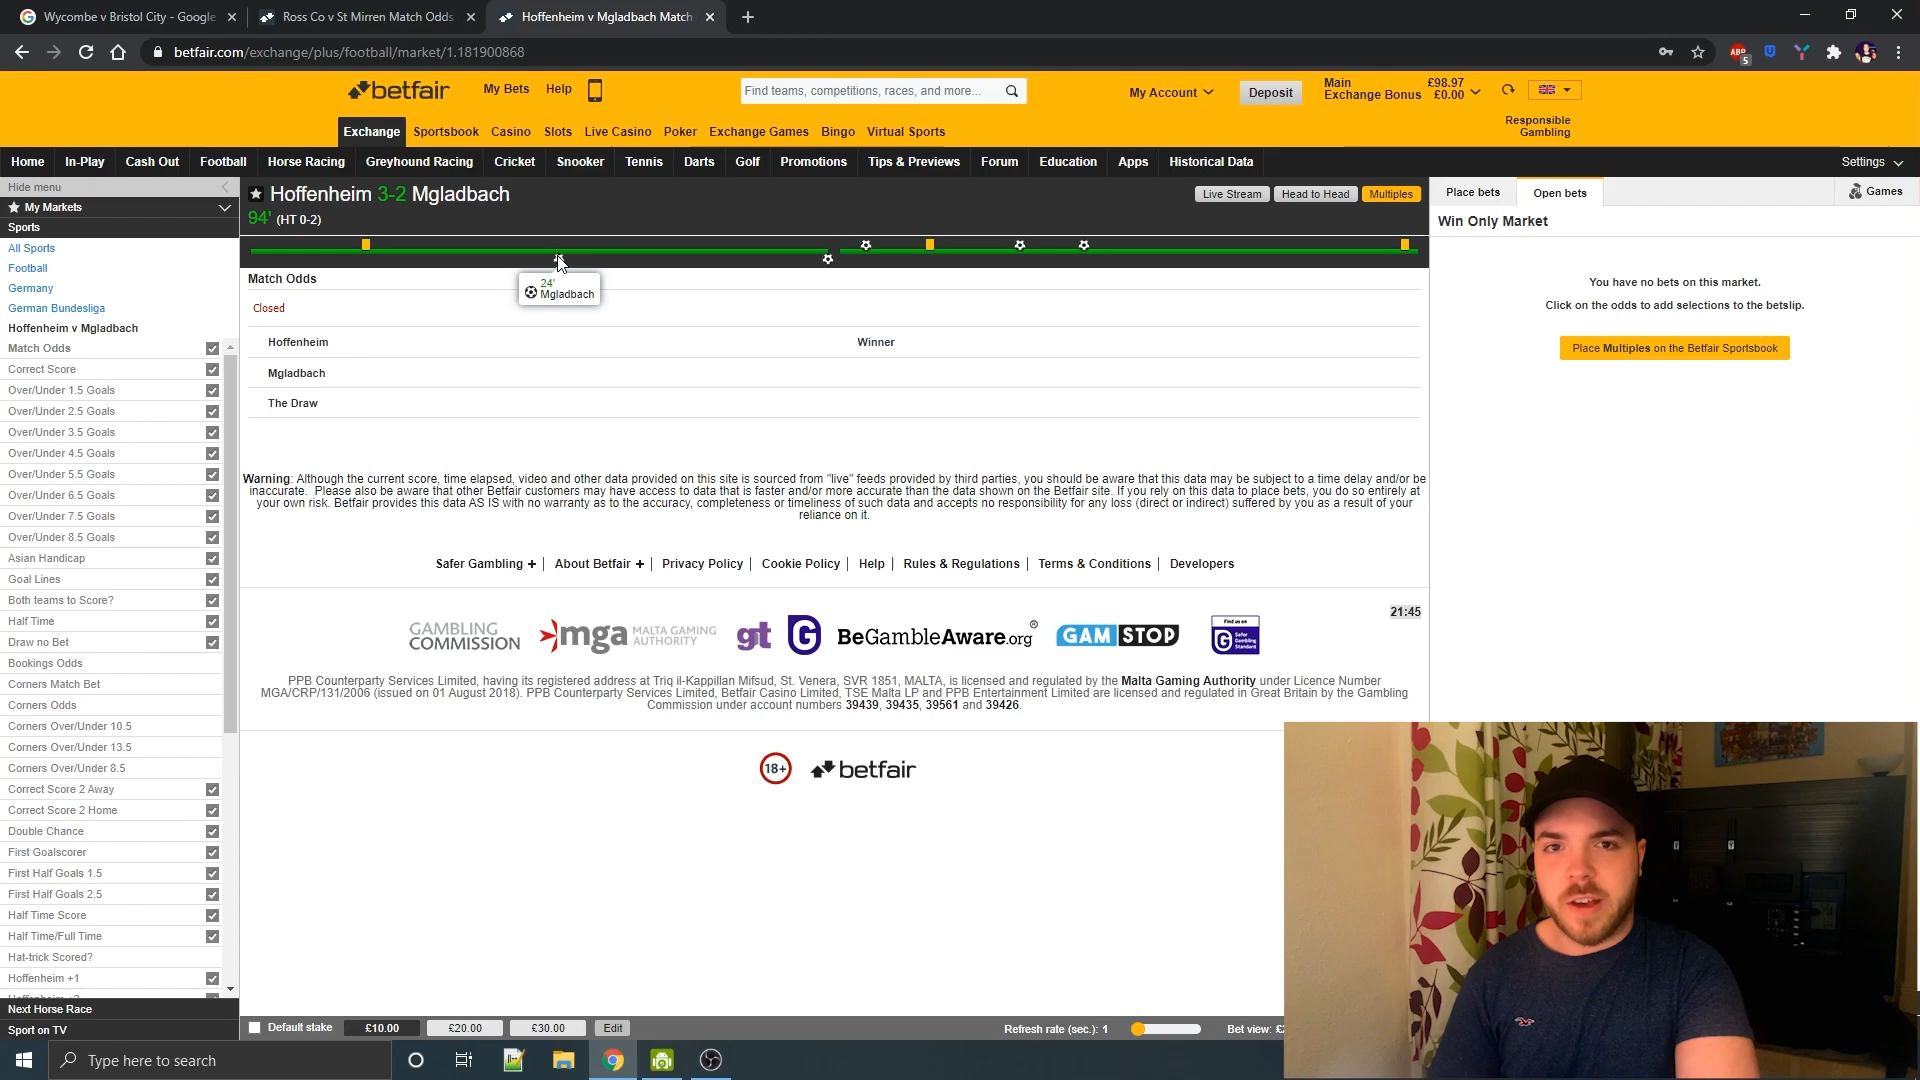 Wycombe v Bristol City - Google
Ross Co v St Mirren Match Odds
Hoffenheim v Mgladbach Match
betfair.com/exchange/plus/football/market/1.181900868
ABP
5
betfair
My Bets
Help
Find teams, competitions, races, and more...
My Account
Deposit
Main £98.97
Exchange Bonus £0.00
Responsible
Gambling
Exchange
Sportsbook
Casino
Slots
Live Casino
Poker
Exchange Games
Bingo
Virtual Sports
Home
In-Play
Cash Out
Football
Horse Racing
Greyhound Racing
Cricket
Snooker
Tennis
Darts
Golf
Promotions
Tips & Previews
Forum
Education
Apps
Historical Data
Settings
Hide menu
My Markets
Sports
All Sports
Football
Germany
German Bundesliga
Hoffenheim v Mgladbach
Match Odds
Correct Score
Over/Under 1.5 Goals
Over/Under 2.5 Goals
Over/Under 3.5 Goals
Over/Under 4.5 Goals
Over/Under 5.5 Goals
Over/Under 6.5 Goals
Over/Under 7.5 Goals
Over/Under 8.5 Goals
Asian Handicap
Goal Lines
Both teams to Score?
Half Time
Draw no Bet
Bookings Odds
Corners Match Bet
Corners Odds
Corners Over/Under 10.5
Corners Over/Under 13.5
Corners Over/Under 8.5
Correct Score 2 Away
Correct Score 2 Home
Double Chance
First Goalscorer
First Half Goals 1.5
First Half Goals 2.5
Half Time Score
Half Time/Full Time
Hat-trick Scored?
Hoffenheim +1
Next Horse Race
Sport on TV
Hoffenheim 3-2 Mgladbach
94' (HT 0-2)
Live Stream
Head to Head
Multiples
24'
Mgladbach
Match Odds
Closed
Hoffenheim
Winner
Mgladbach
The Draw
Warning: Although the current score, time elapsed, video and other data provided on this site is sourced from "live" feeds provided by third parties, you should be aware that this data may be subject to a time delay and/or be
inaccurate. Please also be aware that other Betfair customers may have access to data that is faster and/or more accurate than the data shown on the Betfair site. If you rely on this data to place bets, you do so entirely at
your own risk. Betfair provides this data AS IS with no warranty as to the accuracy, completeness or timeliness of such data and accepts no responsibility for any loss (direct or indirect) suffered by you as a result of your
reliance on it.
Safer Gambling +
About Betfair +
Privacy Policy
Cookie Policy
Help
Rules & Regulations
Terms & Conditions
Developers
21:45
GAMBLING
COMMISSION
mga MALTA GAMING
AUTHORITY
gt
G
BeGambleAware.org®
GAMSTOP
Find us on
G Safer
Gambling
Standard
PPB Counterparty Services Limited, having its registered address at Triq il-Kappillan Mifsud, St. Venera, SVR 1851, MALTA, is licensed and regulated by the Malta Gaming Authority under Licence Number
MGA/CRP/131/2006 (issued on 01 August 2018). PPB Counterparty Services Limited, Betfair Casino Limited, TSE Malta LP and PPB Entertainment Limited are licensed and regulated in Great Britain by the Gambling
Commission under account numbers 39439, 39435, 39561 and 39426.
18+
betfair
Default stake
£10.00
£20.00
£30.00
Edit
Refresh rate (sec.): 1
Bet view:
Place bets
Open bets
Games
Win Only Market
You have no bets on this market.
Click on the odds to add selections to the betslip.
Place Multiples on the Betfair Sportsbook
Type here to search